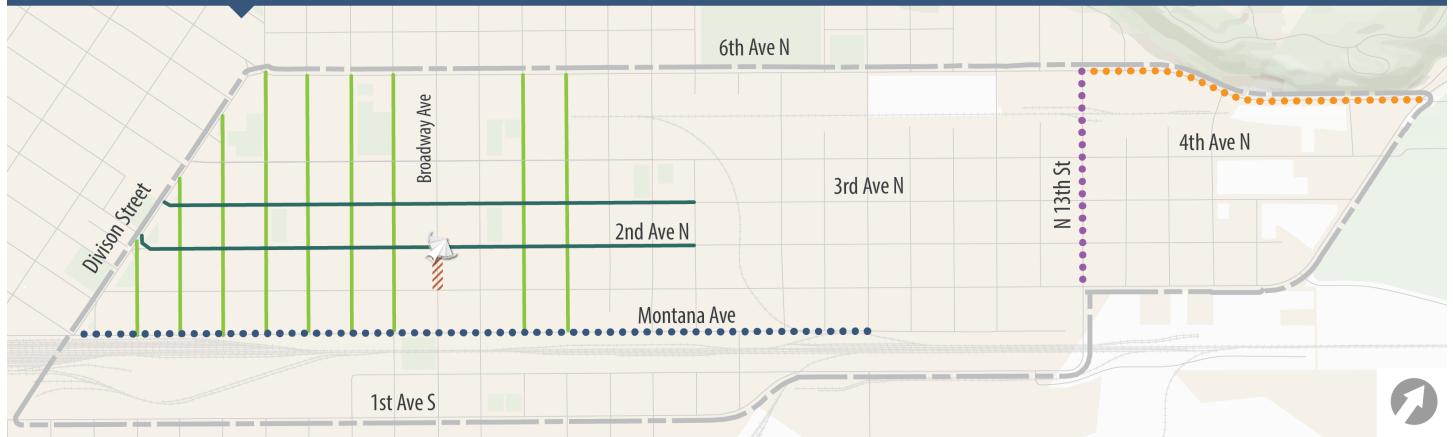 6th Ave N
Broadway Ave
4th Ave N
3rd Ave N
N 13th St
Divison Street
2nd Ave N
Montana Ave
1st Ave S